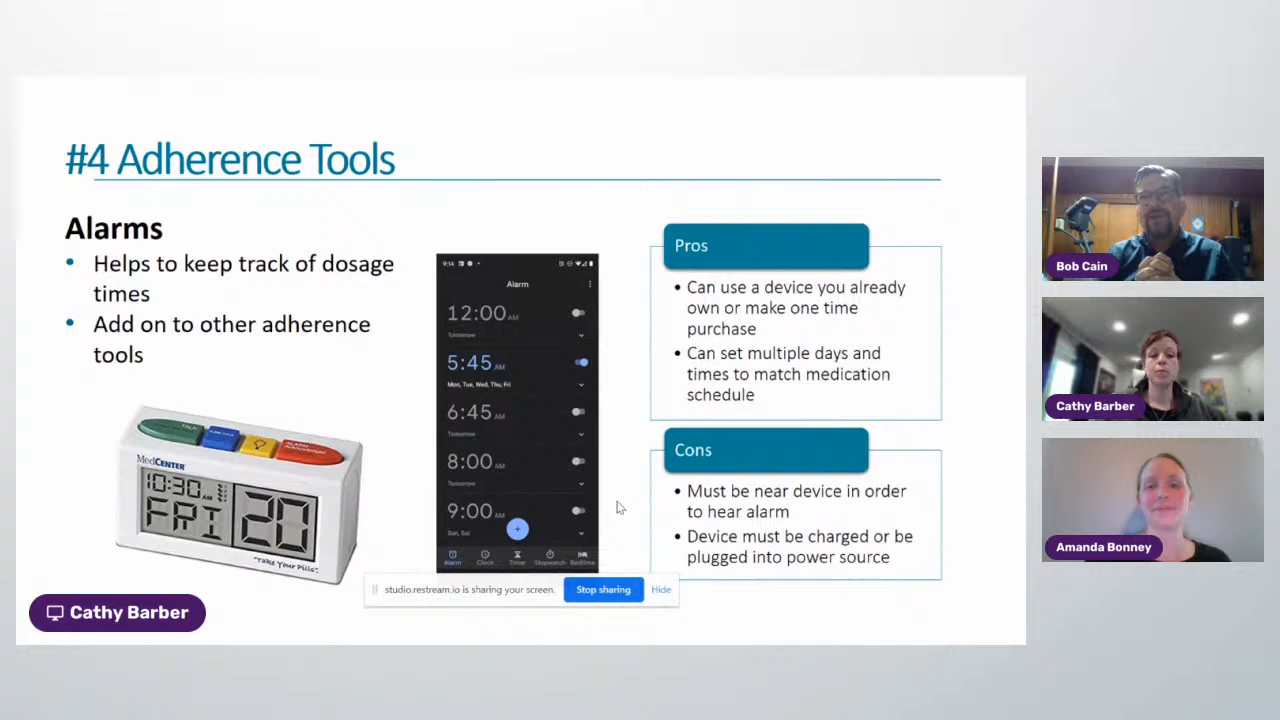 #4 Adherence Tools
Alarms
• Helps to keep track of dosage
times
• Add on to other adherence
tools
TALK
ALARM
Acknowledged
MedCENTER
10:30 AM
FRI 20
"Take Your Pills"
9:14
Alarm
12:00 AM
Tomorrow
5:45 AM
Mon, Tue, Wed, Thu, Fri
6:45 AM
Tomorrow
8:00 AM
Tomorrow
9:00 AM
Sun, Sat
+
Alarm Clock Timer Stopwatch Bedtime
Pros
• Can use a device you already
own or make one time
purchase
• Can set multiple days and
times to match medication
schedule
Cons
• Must be near device in order
to hear alarm
• Device must be charged or be
plugged into power source
studio.restream.io is sharing your screen.
Stop sharing
Hide
Cathy Barber
Bob Cain
Cathy Barber
Amanda Bonney